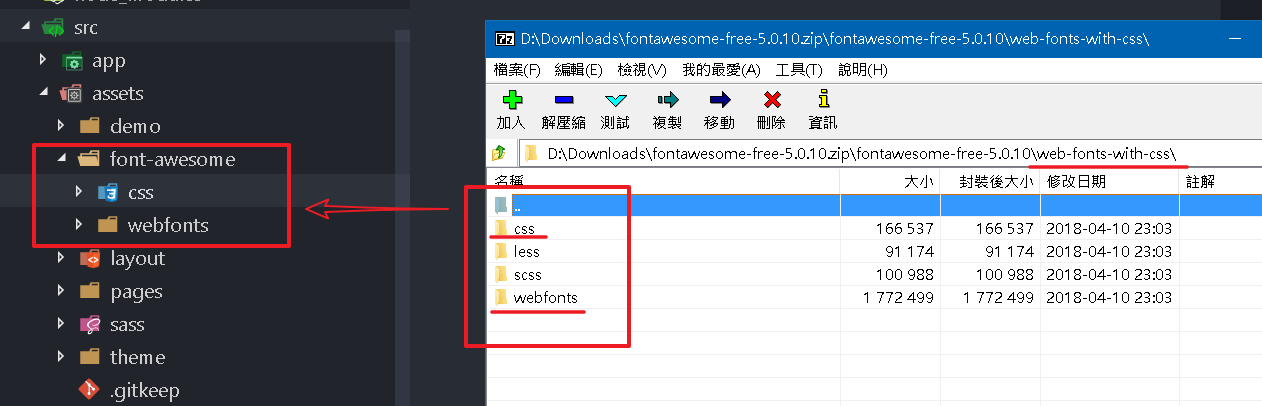 src
app
assets
demo
font-awesome
css
webfonts
layout
pages
sass
theme
.gitkeep
D:\Downloads\fontawesome-free-5.0.10.zip\fontawesome-free-5.0.10\web-fonts-with-css\
檔案(F) 編輯(E) 檢視(V) 我的最愛(A) 工具(T) 說明(H)
加入 解壓縮 測試 複製 移動 刪除 資訊
D:\Downloads\fontawesome-free-5.0.10.zip\fontawesome-free-5.0.10\web-fonts-with-css\
名稱 大小 封裝後大小 修改日期 註解
..
css 166 537 166 537 2018-04-10 23:03
less 91 174 91 174 2018-04-10 23:03
scss 100 988 100 988 2018-04-10 23:03
webfonts 1 772 499 1 772 499 2018-04-10 23:03